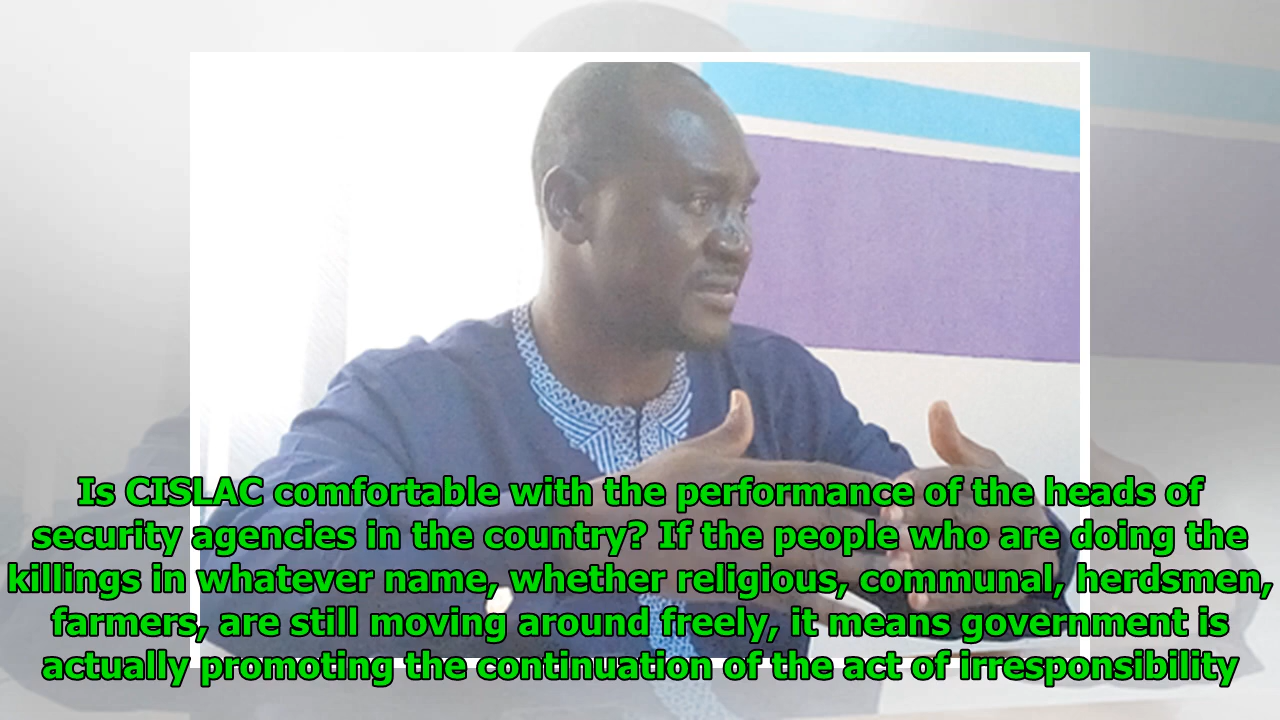 Is CISLAC comfortable with the performance of the heads of
security agencies in the country? If the people who are doing the
killings in whatever name, whether religious, communal, herdsmen,
farmers, are still moving around freely, it means government is
actually promoting the continuation of the act of irresponsibility